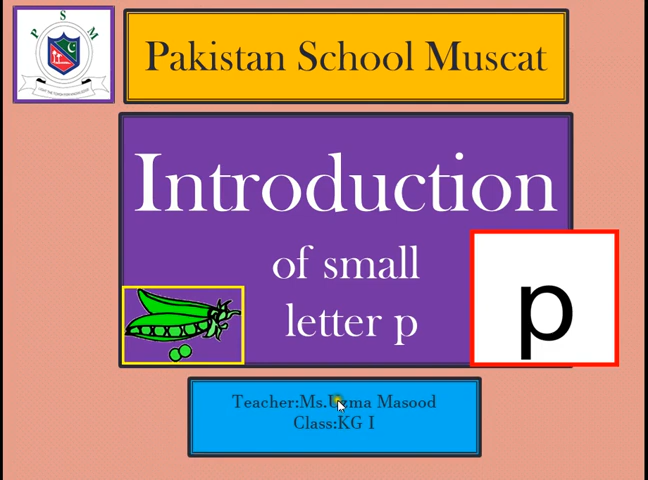 P S M
Pakistan School Muscat
Introduction
of small
letter p
p
Teacher:Ms.Uzma Masood
Class:KG I